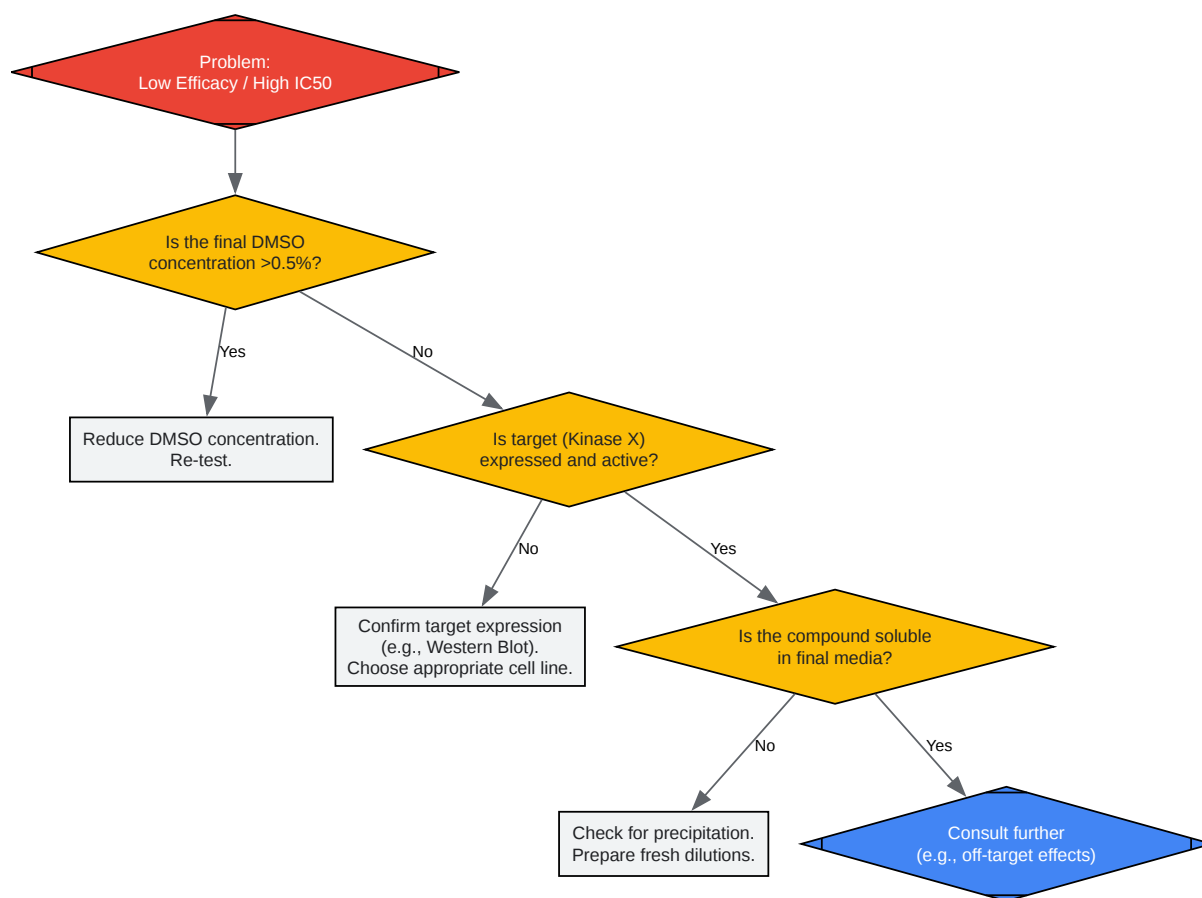 Problem:
Low Efficacy / High IC50
Is the final DMSO
concentration >0.5%?
Yes
No
Reduce DMSO concentration.
Re-test.
Is target (Kinase X)
expressed and active?
No
Yes
Confirm target expression
(e.g., Western Blot).
Choose appropriate cell line.
Is the compound soluble
in final media?
No
Yes
Check for precipitation.
Prepare fresh dilutions.
Consult further
(e.g., off-target effects)